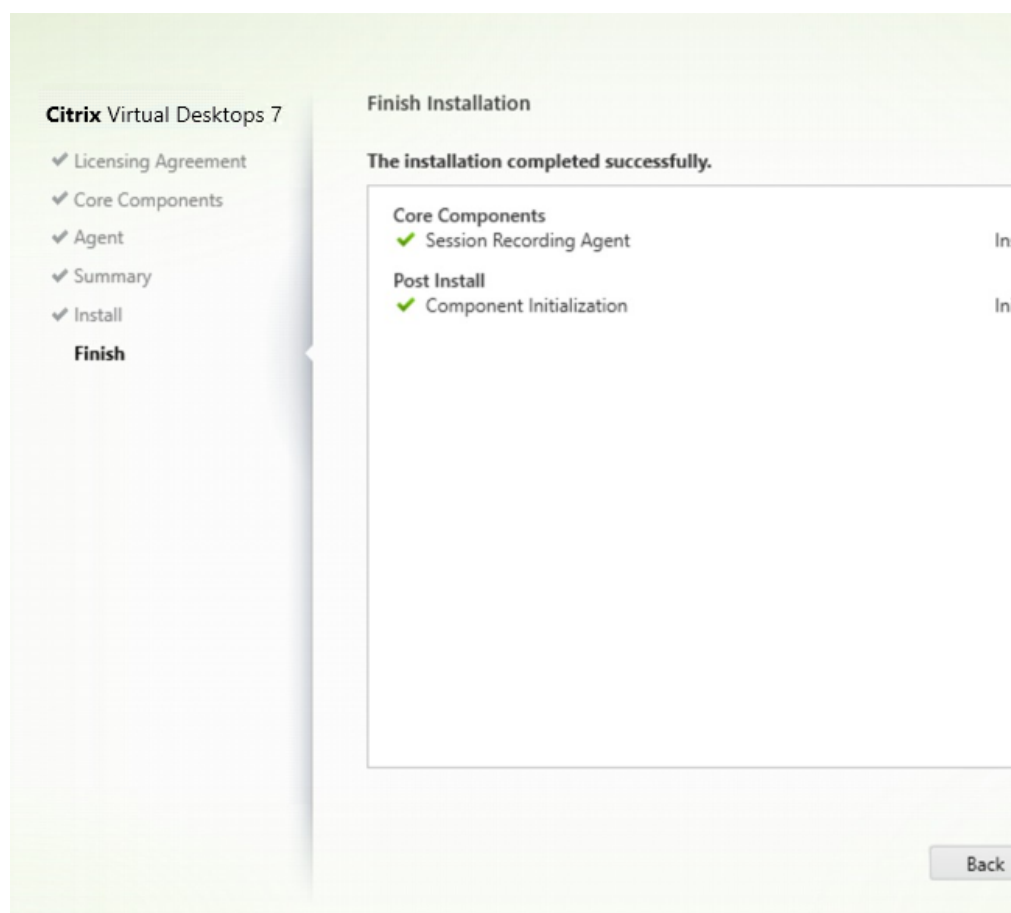 Citrix Virtual Desktops 7
Licensing Agreement
Core Components
Agent
Summary
Install
Finish
Finish Installation
The installation completed successfully.
Core Components
Session Recording Agent
Post Install
Component Initialization
Back